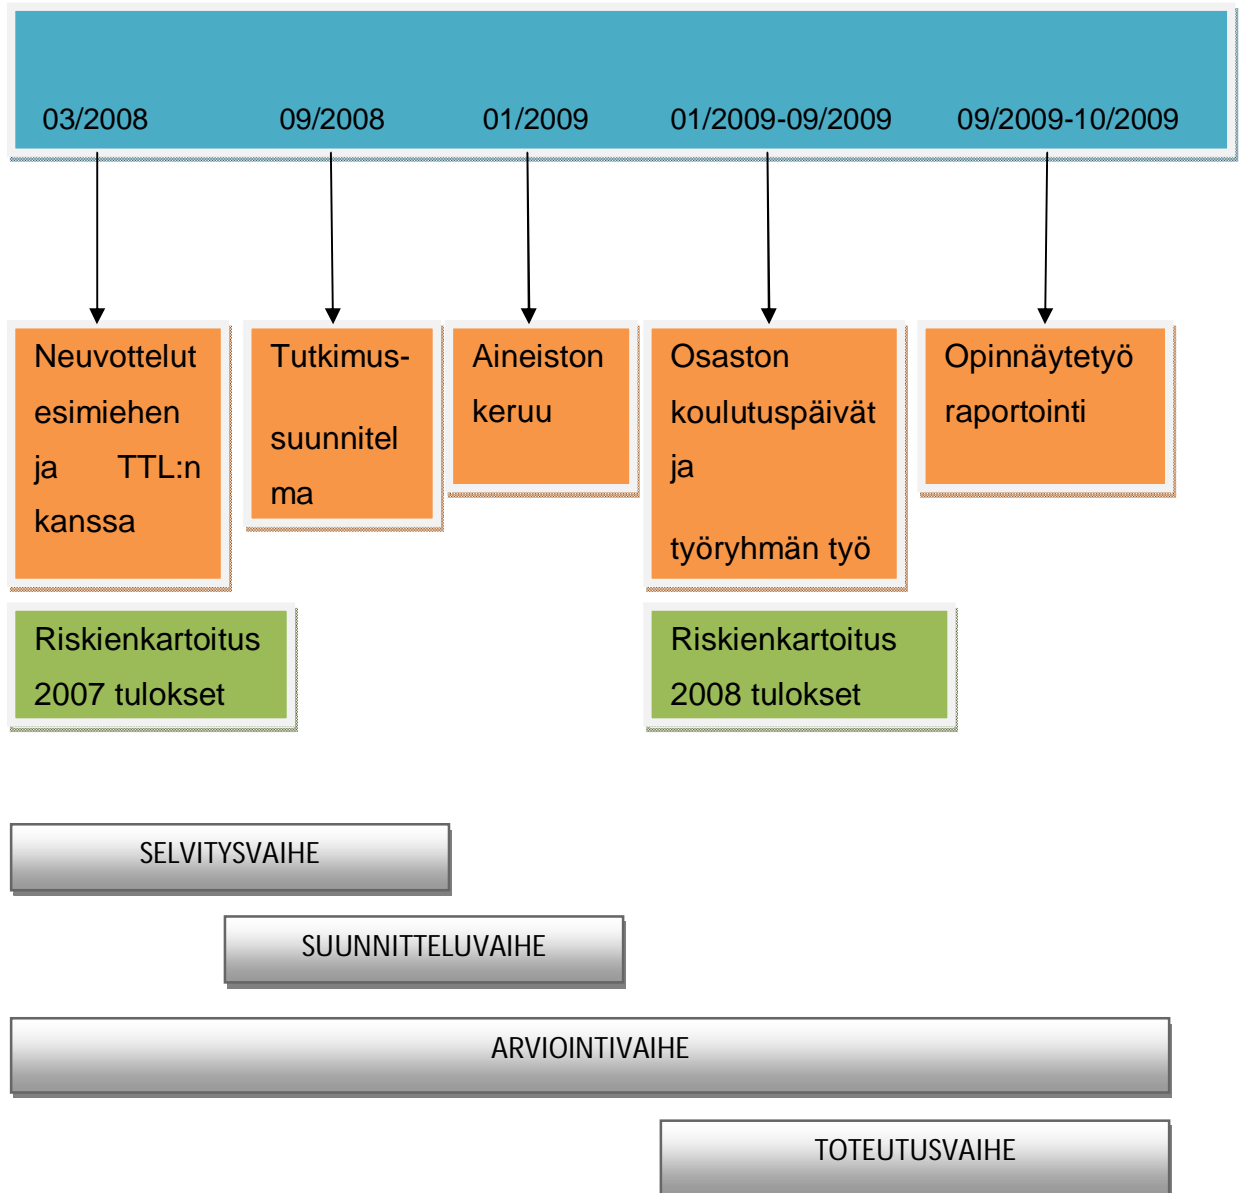 03/2008 09/2008 01/2009 01/2009-09/2009 09/2009-10/2009
Neuvottelut
esimiehen
ja TTL:n
kanssa
Tutkimus-
suunnitel
ma
Aineiston
keruu
Osaston
koulutuspäivät
ja
työryhmän työ
Opinnäytetyö
raportointi
Riskienkartoitus
2007 tulokset
Riskienkartoitus
2008 tulokset
SELVITYSVAIHE
SUUNNITTELUVAIHE
ARVIOINTIVAIHE
TOTEUTUSVAIHE